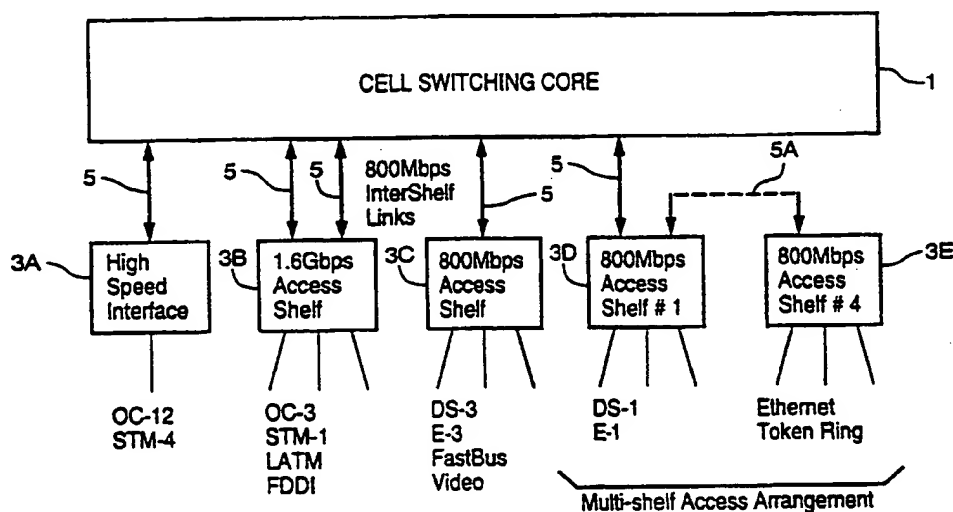 CELL SWITCHING CORE
1
5
5
5
800Mbps
InterShelf
Links
5
5
5A
3A
High
Speed
Interface
3B
1.6Gbps
Access
Shelf
3C
800Mbps
Access
Shelf
3D
800Mbps
Access
Shelf # 1
800Mbps
Access
Shelf # 4
3E
OC-12
STM-4
OC-3
STM-1
LATM
FDDI
DS-3
E-3
FastBus
Video
DS-1
E-1
Ethernet
Token Ring
Multi-shelf Access Arrangement